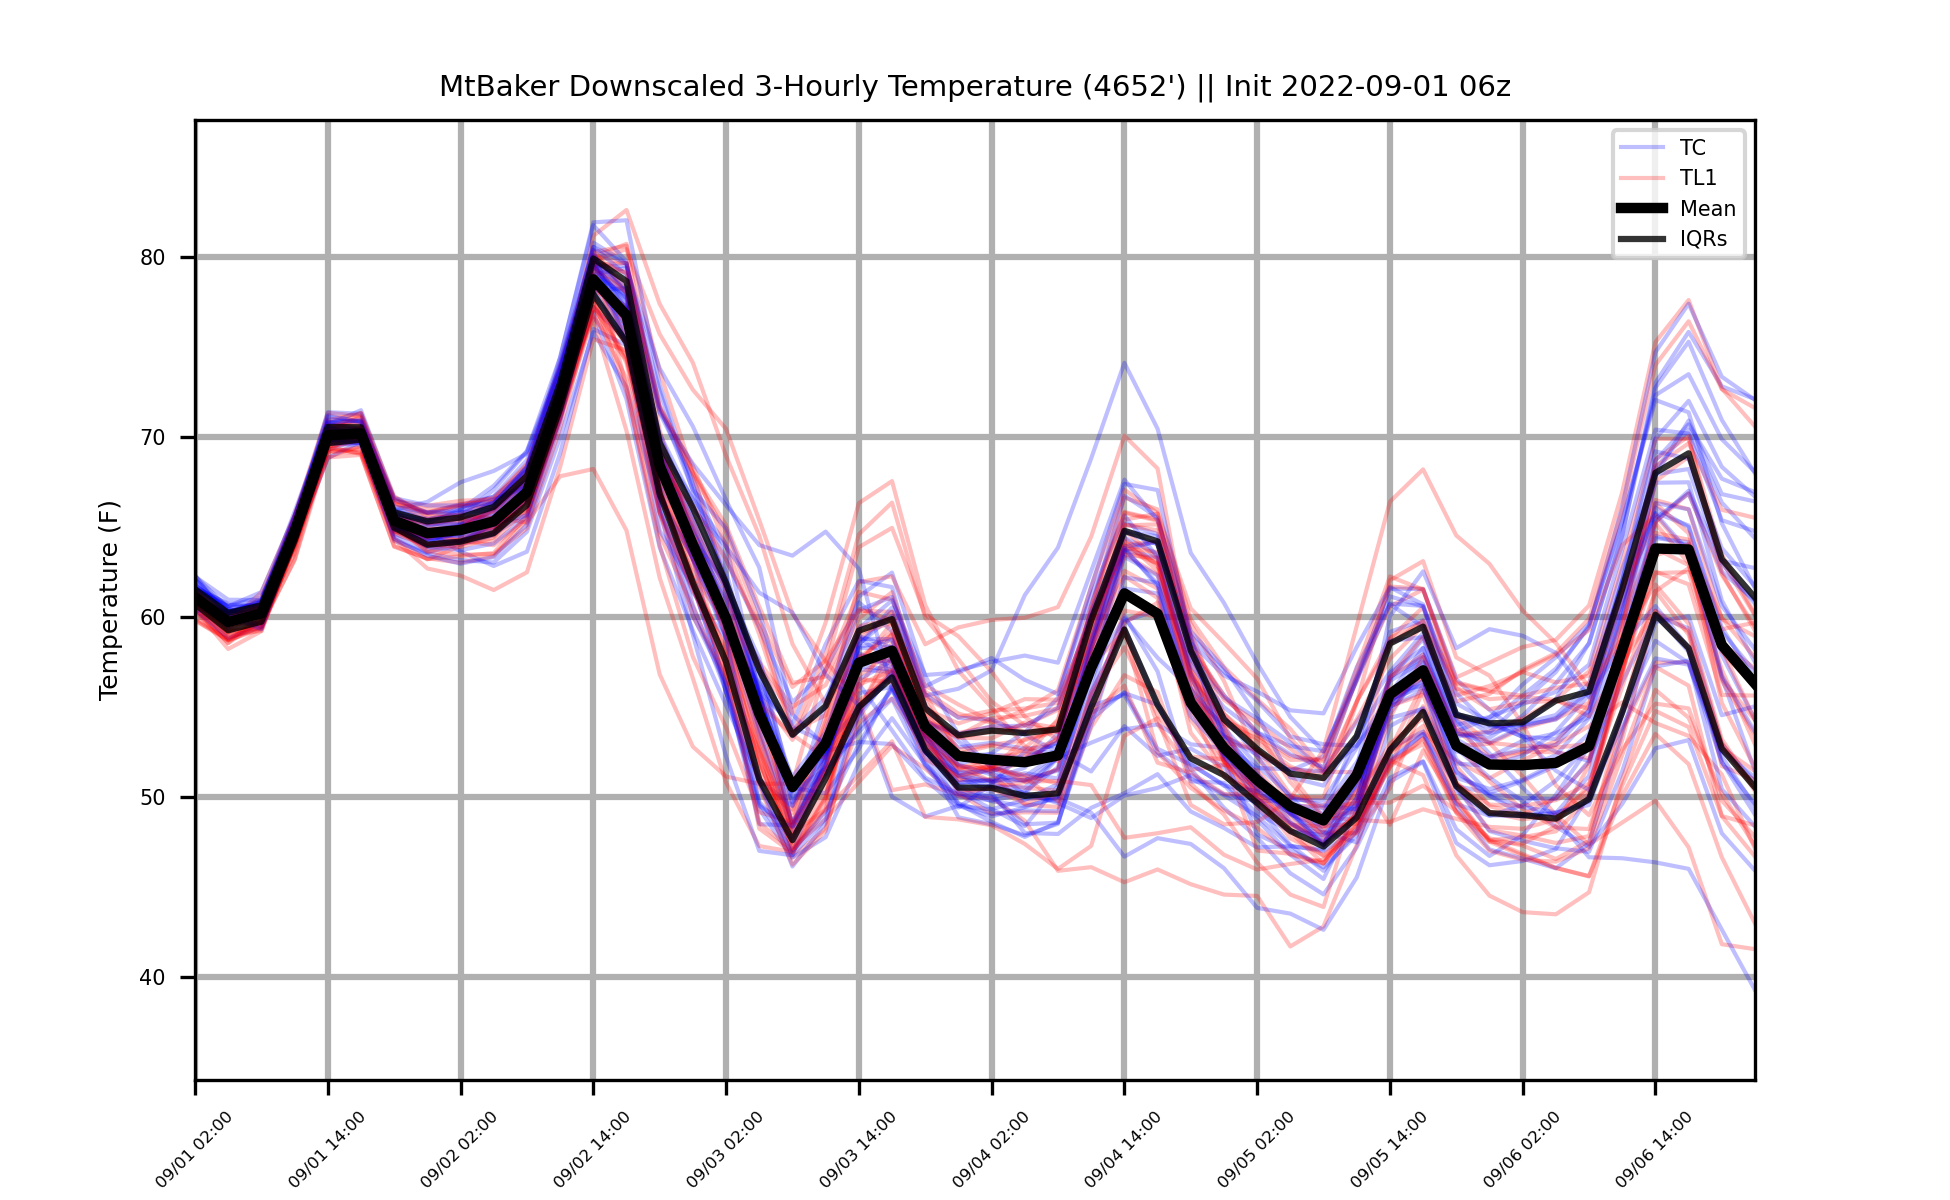 MtBaker Downscaled 3-Hourly Temperature (4652') || Init 2022-09-01 06z
TC
TL1
Mean
IQRs
Temperature (F)
80
70
60
50
40
09/01 02:00
09/01 14:00
09/02 02:00
09/02 14:00
09/03 02:00
09/03 14:00
09/04 02:00
09/04 14:00
09/05 02:00
09/05 14:00
09/06 02:00
09/06 14:00